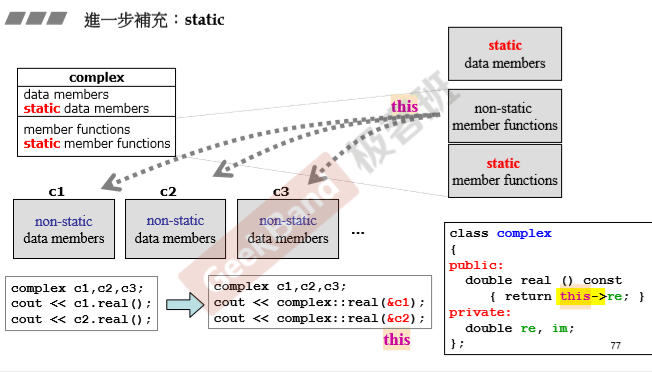 進一步補充：static
complex
data members
static data members
member functions
static member functions
static
data members
this
non-static
member functions
static
member functions
c1
c2
c3
non-static
data members
non-static
data members
non-static
data members
...
complex c1,c2,c3;
cout << c1.real();
cout << c2.real();
complex c1,c2,c3;
cout << complex::real(&c1);
cout << complex::real(&c2);
this
class complex
{
public:
double real () const
{ return this->re; }
private:
double re, im;
};
77
GeekBand 极客班